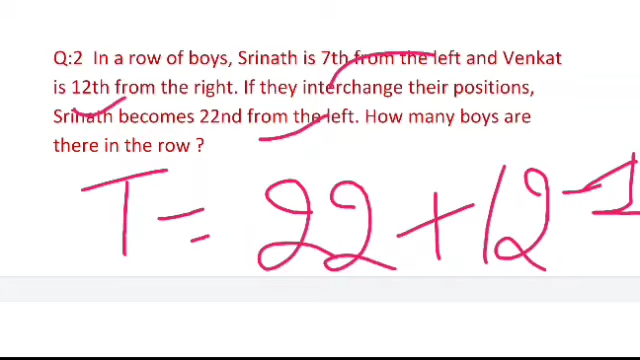 Q:2 In a row of boys, Srinath is 7th from the left and Venkat
is 12th from the right. If they interchange their positions,
Srinath becomes 22nd from the left. How many boys are
there in the row ?
T = 22 + 12 - 1